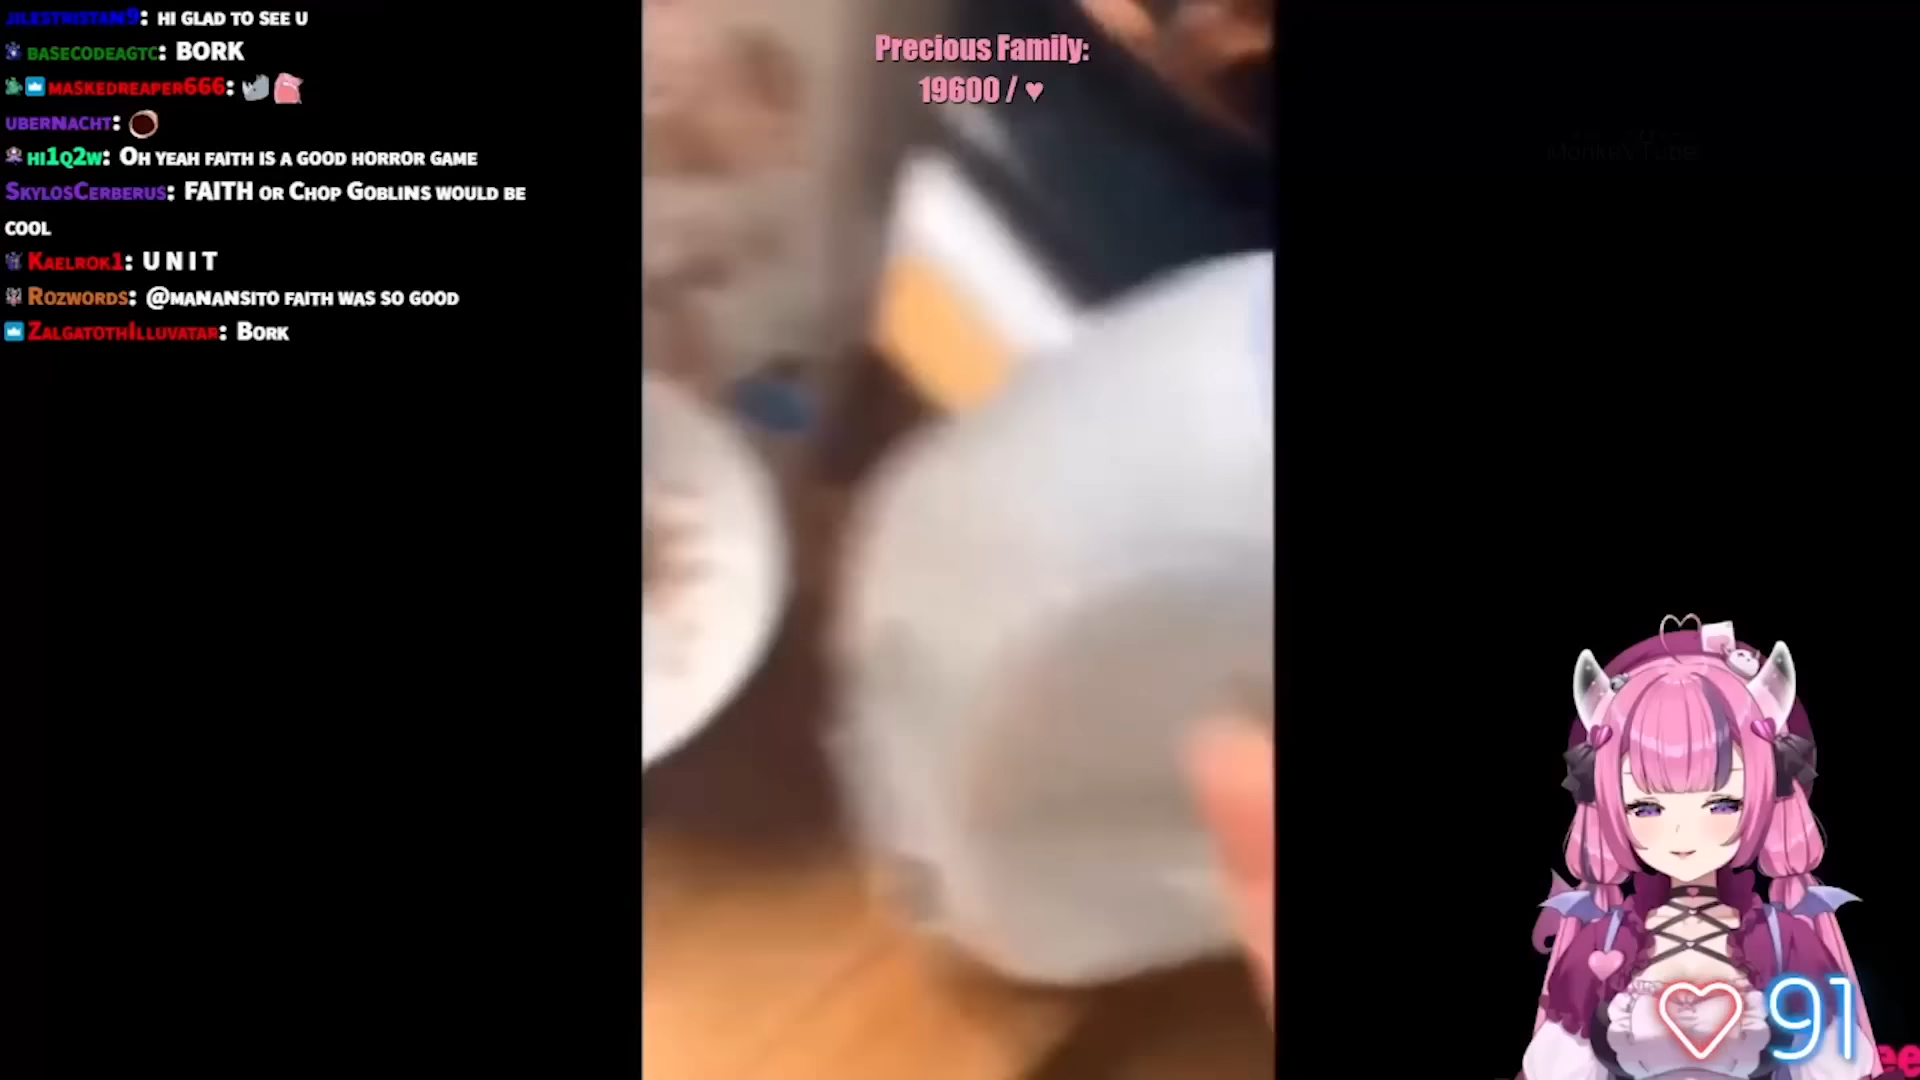 JILESTRISTAN9: HI GLAD TO SEE U
BASECODEAGTC: BORK
MASKEDREAPER666:
UBERNACHT:
HI1Q2W: OH YEAH FAITH IS A GOOD HORROR GAME
SKYLOSCERBERUS: FAITH OR CHOP GOBLINS WOULD BE
COOL
KAELROK1: U N I T
ROZWORDS: @MANANSITO FAITH WAS SO GOOD
ZALGATOTHILLUVATAR: BORK
Precious Family:
19600 / ♥
91